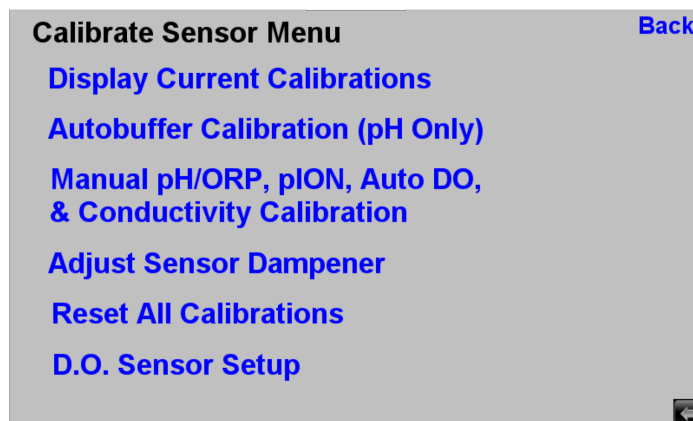 Calibrate Sensor Menu
Back
Display Current Calibrations
Autobuffer Calibration (pH Only)
Manual pH/ORP, pION, Auto DO,
& Conductivity Calibration
Adjust Sensor Dampener
Reset All Calibrations
D.O. Sensor Setup